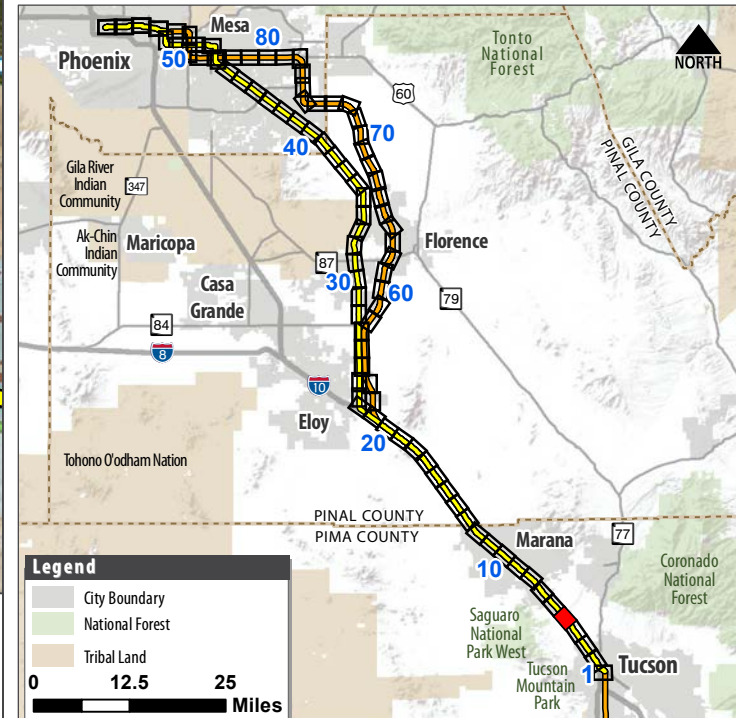 Mesa
80
Phoenix
50
Tonto
National
Forest
NORTH
60
70
40
GILA COUNTY
PINAL COUNTY
Gila River
Indian
Community
347
Ak-Chin
Indian
Community
Maricopa
87
Florence
Casa
Grande
30
60
79
84
8
10
Eloy
20
Tohono O'odham Nation
PINAL COUNTY
PIMA COUNTY
Marana
77
10
Coronado
National
Forest
Saguaro
National
Park West
Tucson
Mountain
Park
1
Tucson
Legend
City Boundary
National Forest
Tribal Land
0 12.5 25
Miles